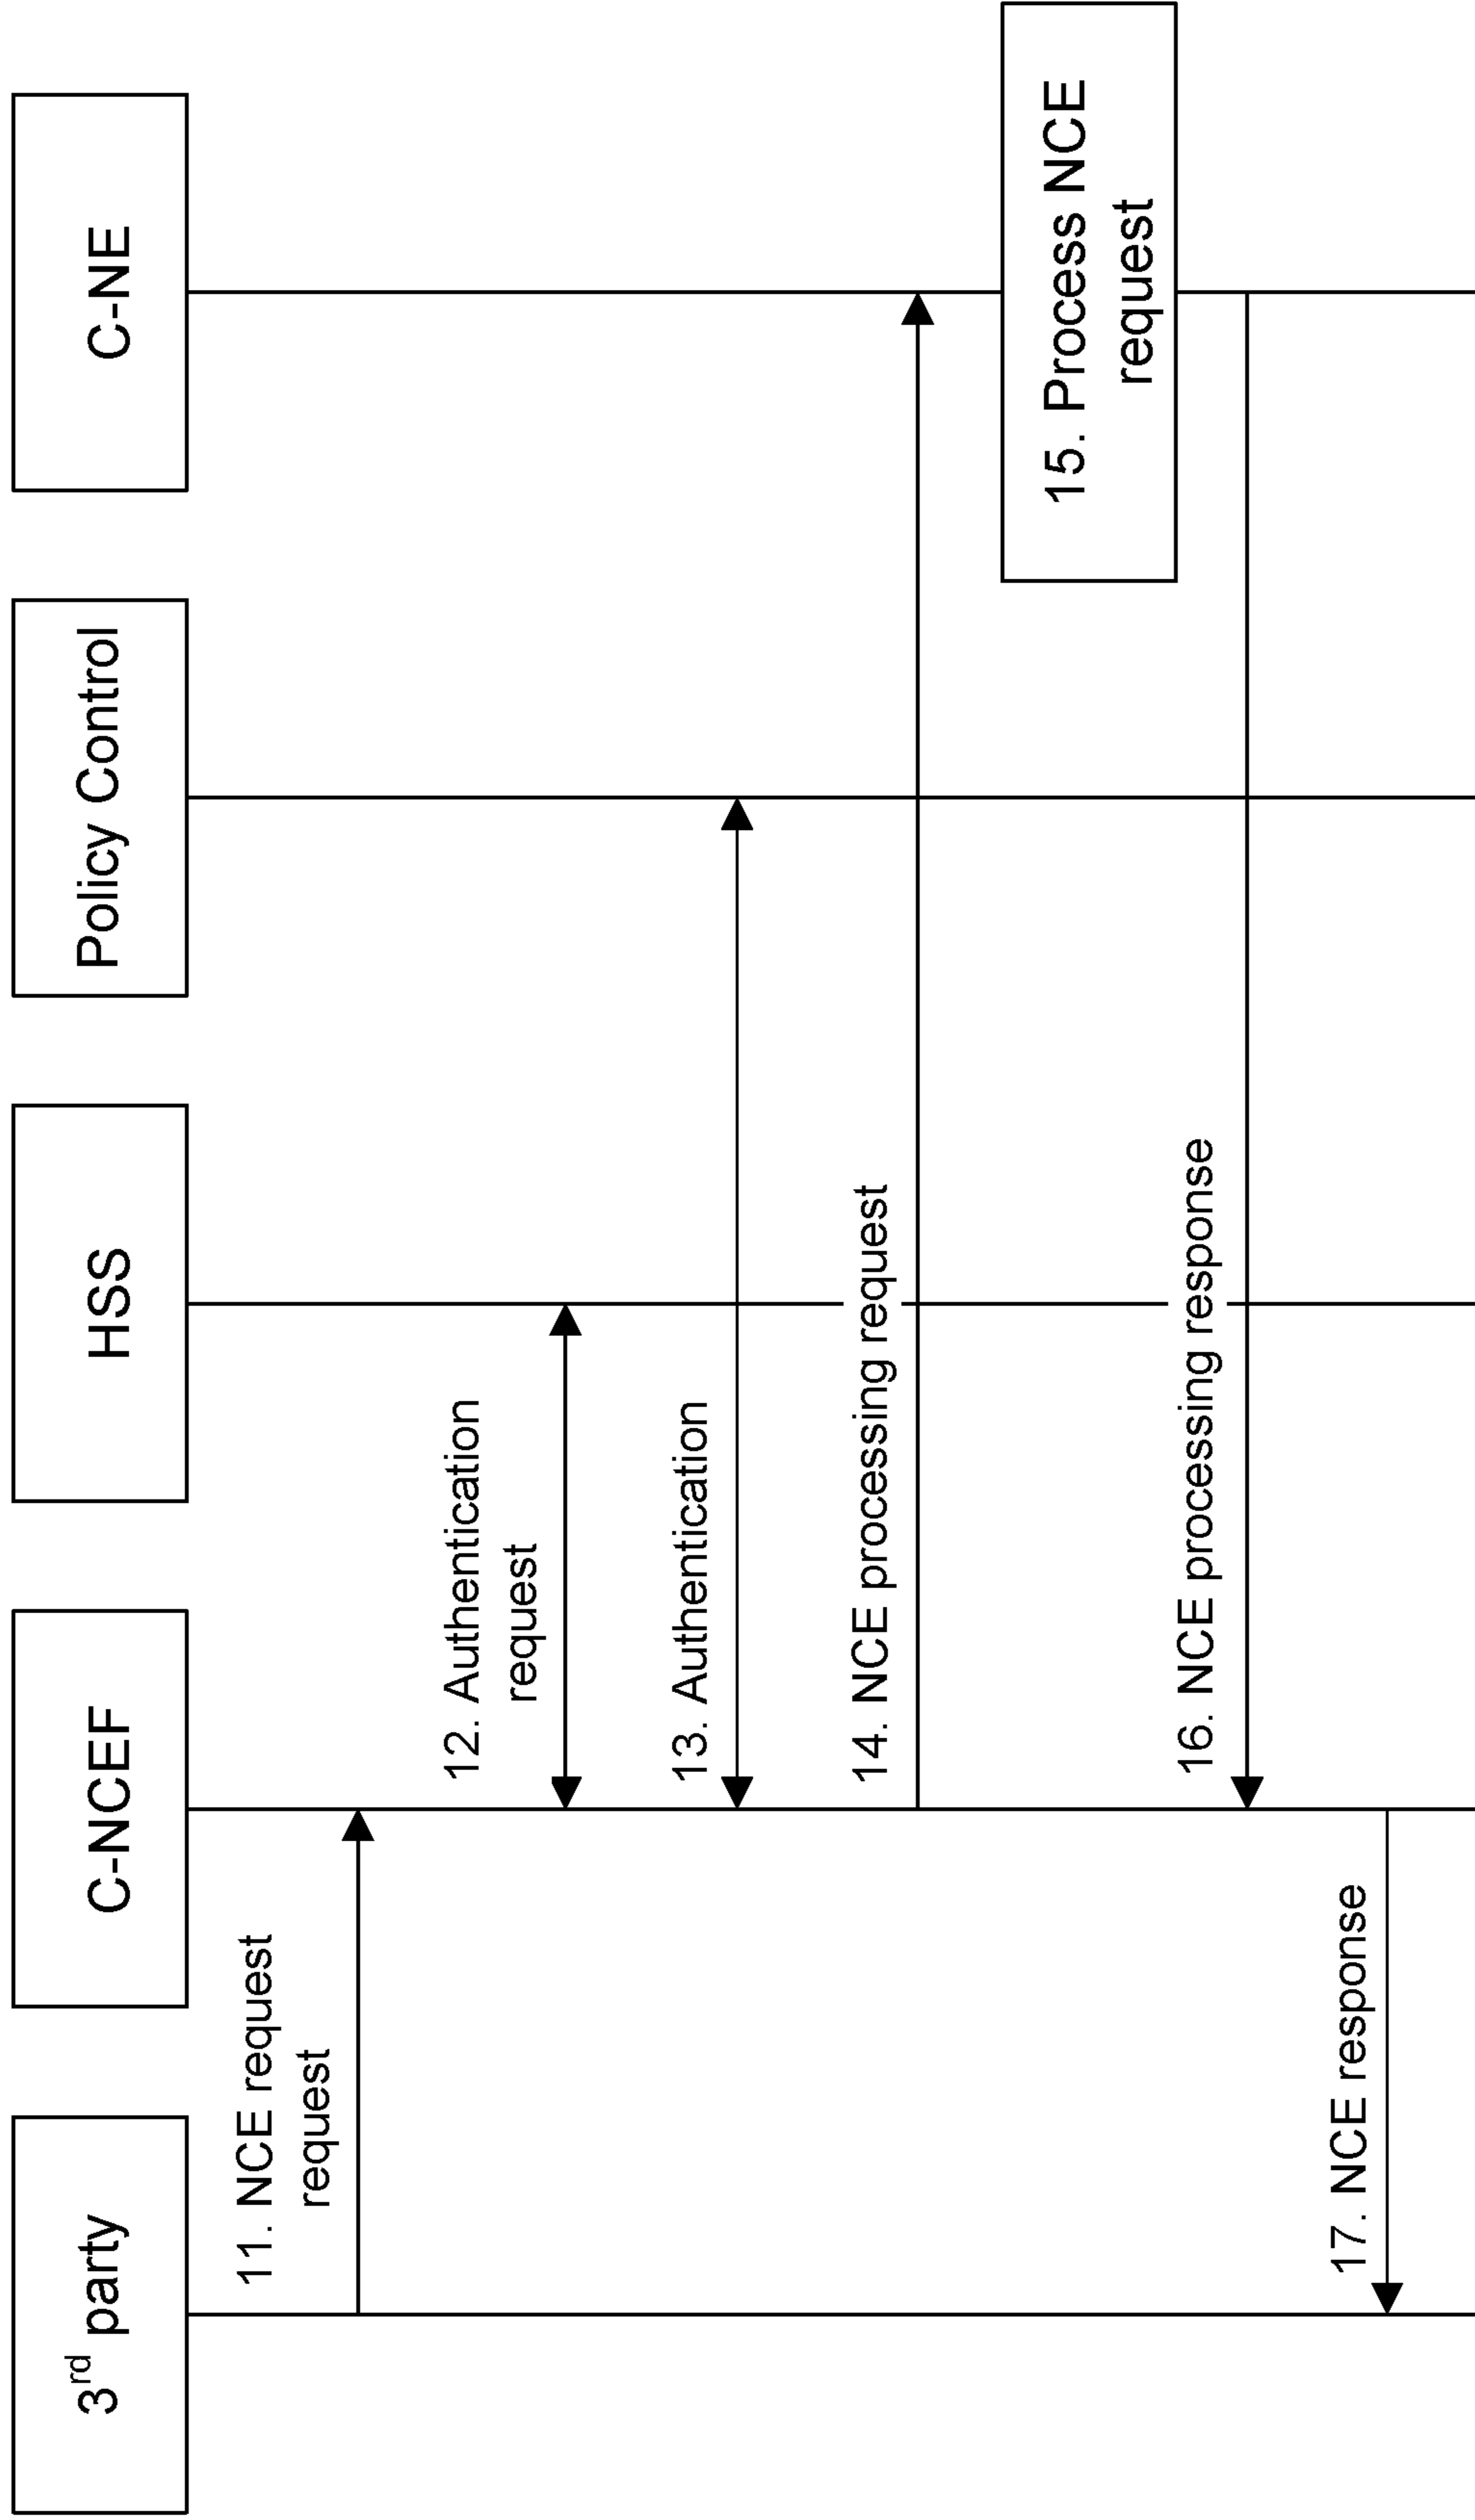 3rd party
C-NCEF
HSS
Policy Control
C-NE
11. NCE request
request
12. Authentication
request
13. Authentication
14. NCE processing request
15. Process NCE
request
16. NCE processing response
17. NCE response